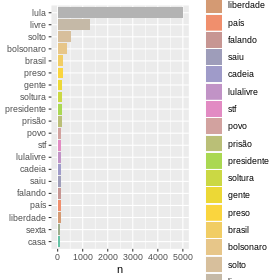 lula
livre
solto
bolsonaro
brasil
preso
gente
soltura
presidente
prisão
povo
stf
lulalivre
cadeia
saiu
falando
país
liberdade
sexta
casa
0 1000 2000 3000 4000 5000
n
liberdade
país
falando
saiu
cadeia
lulalivre
stf
povo
prisão
presidente
soltura
gente
preso
brasil
bolsonaro
solto